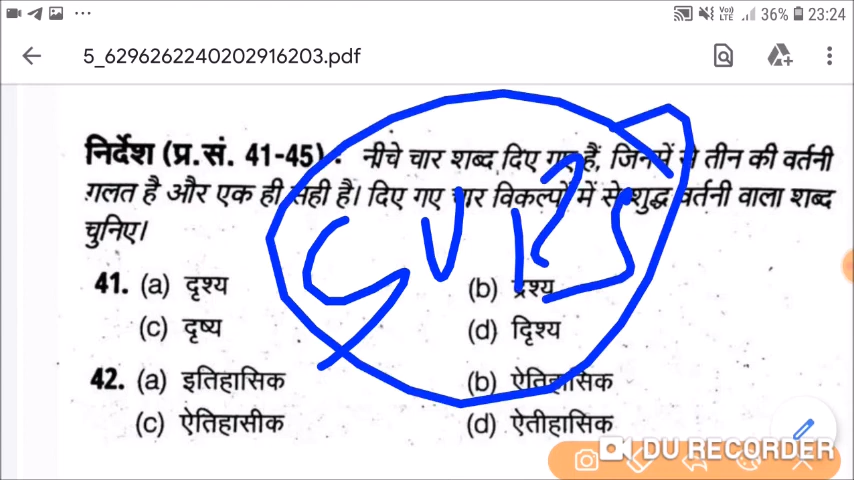 36% 23:24
5_6296262240202916203.pdf
निर्देश (प्र.सं. 41-45) : नीचे चार शब्द दिए गए हैं, जिनमें से तीन की वर्तनी
ग़लत है और एक ही सही है। दिए गए चार विकल्पों में से शुद्ध वर्तनी वाला शब्द
चुनिए।
41. (a) दृश्य (b) द्रश्य
(c) दृष्य (d) द्दिश्य
42. (a) इतिहासिक (b) ऐतिहासिक
(c) ऐतिहासीक (d) ऐतीहासिक
DU RECORDER